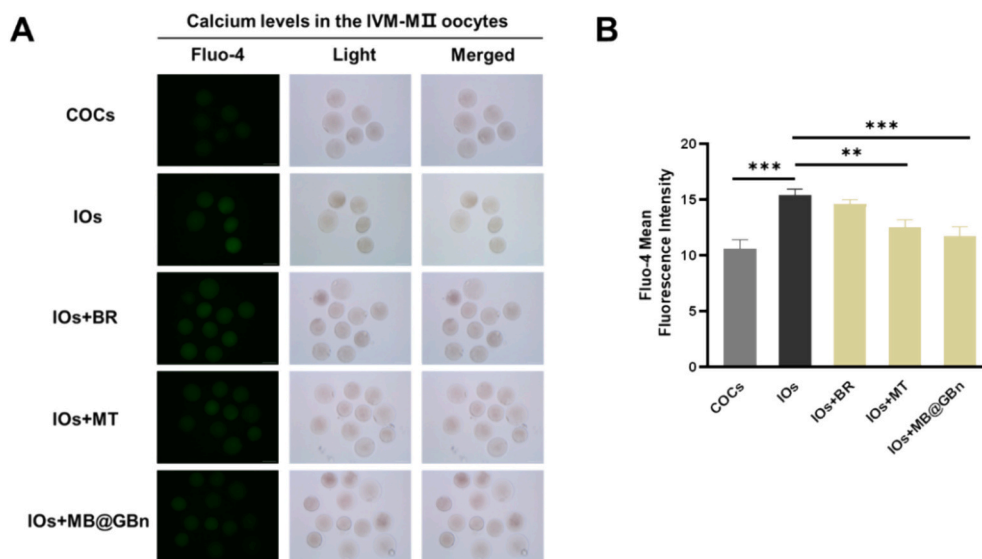 A
Calcium levels in the IVM-MII oocytes
Fluo-4 Light Merged
COCs
IOs
IOs+BR
IOs+MT
IOs+MB@GBn
B
Fluo-4 Mean
Fluorescence Intensity
20
15
10
5
0
***
**
***
COCs
IOs
IOs+BR
IOs+MT
IOs+MB@GBn